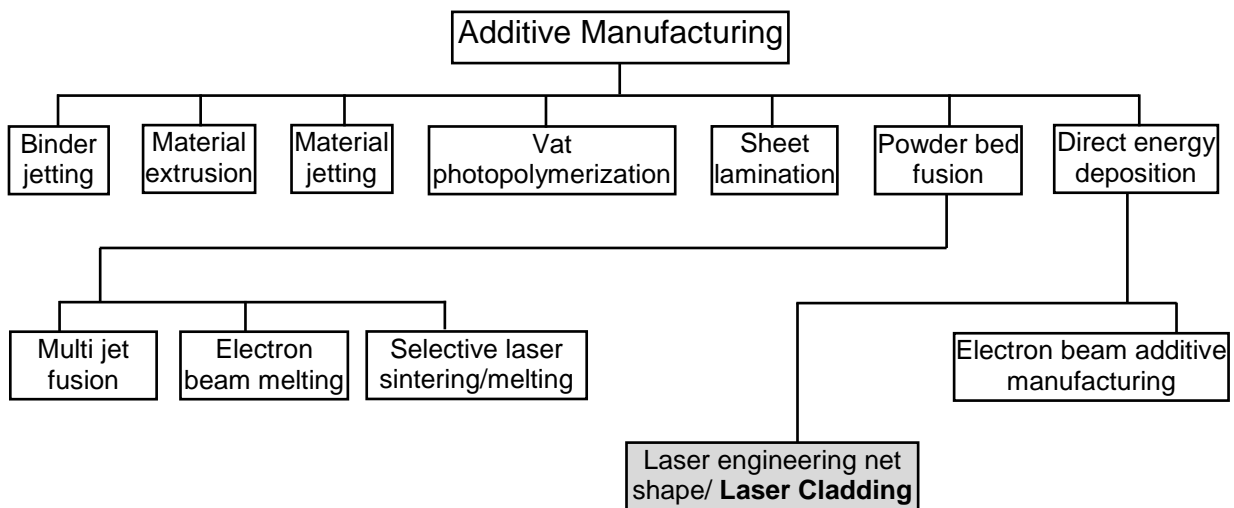 Additive Manufacturing
Binder
jetting
Material
extrusion
Material
jetting
Vat
photopolymerization
Sheet
lamination
Powder bed
fusion
Direct energy
deposition
Multi jet
fusion
Electron
beam melting
Selective laser
sintering/melting
Electron beam additive
manufacturing
Laser engineering net
shape/ Laser Cladding